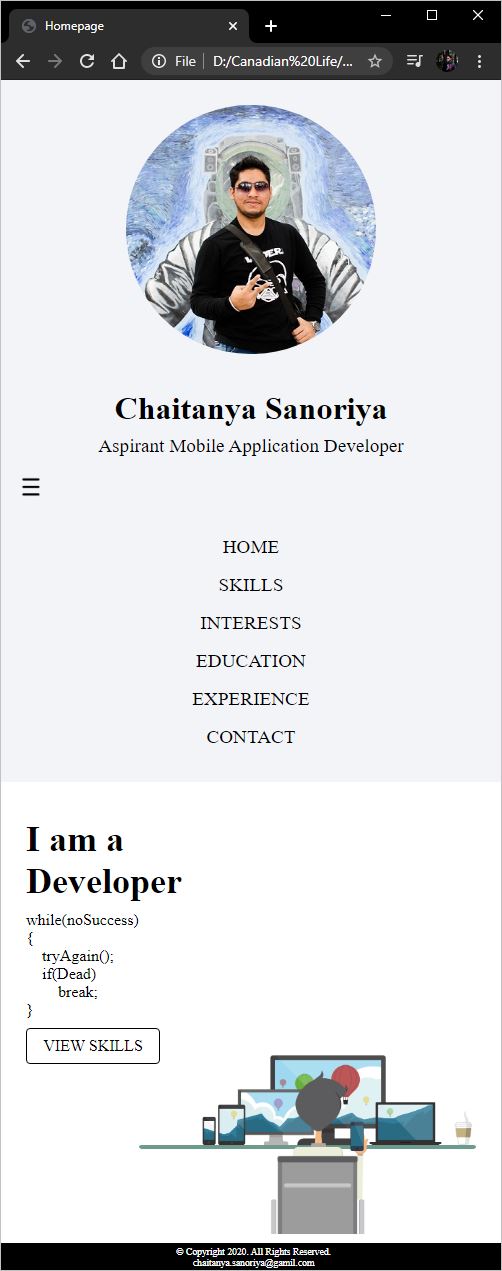 Homepage
File
D:/Canadian%20Life/...
Chaitanya Sanoriya
Aspirant Mobile Application Developer
HOME
SKILLS
INTERESTS
EDUCATION
EXPERIENCE
CONTACT
I am a
Developer
while(noSuccess)
{
tryAgain();
if(Dead)
break;
}
VIEW SKILLS
© Copyright 2020. All Rights Reserved.
chaitanya.sanoriya@gamil.com